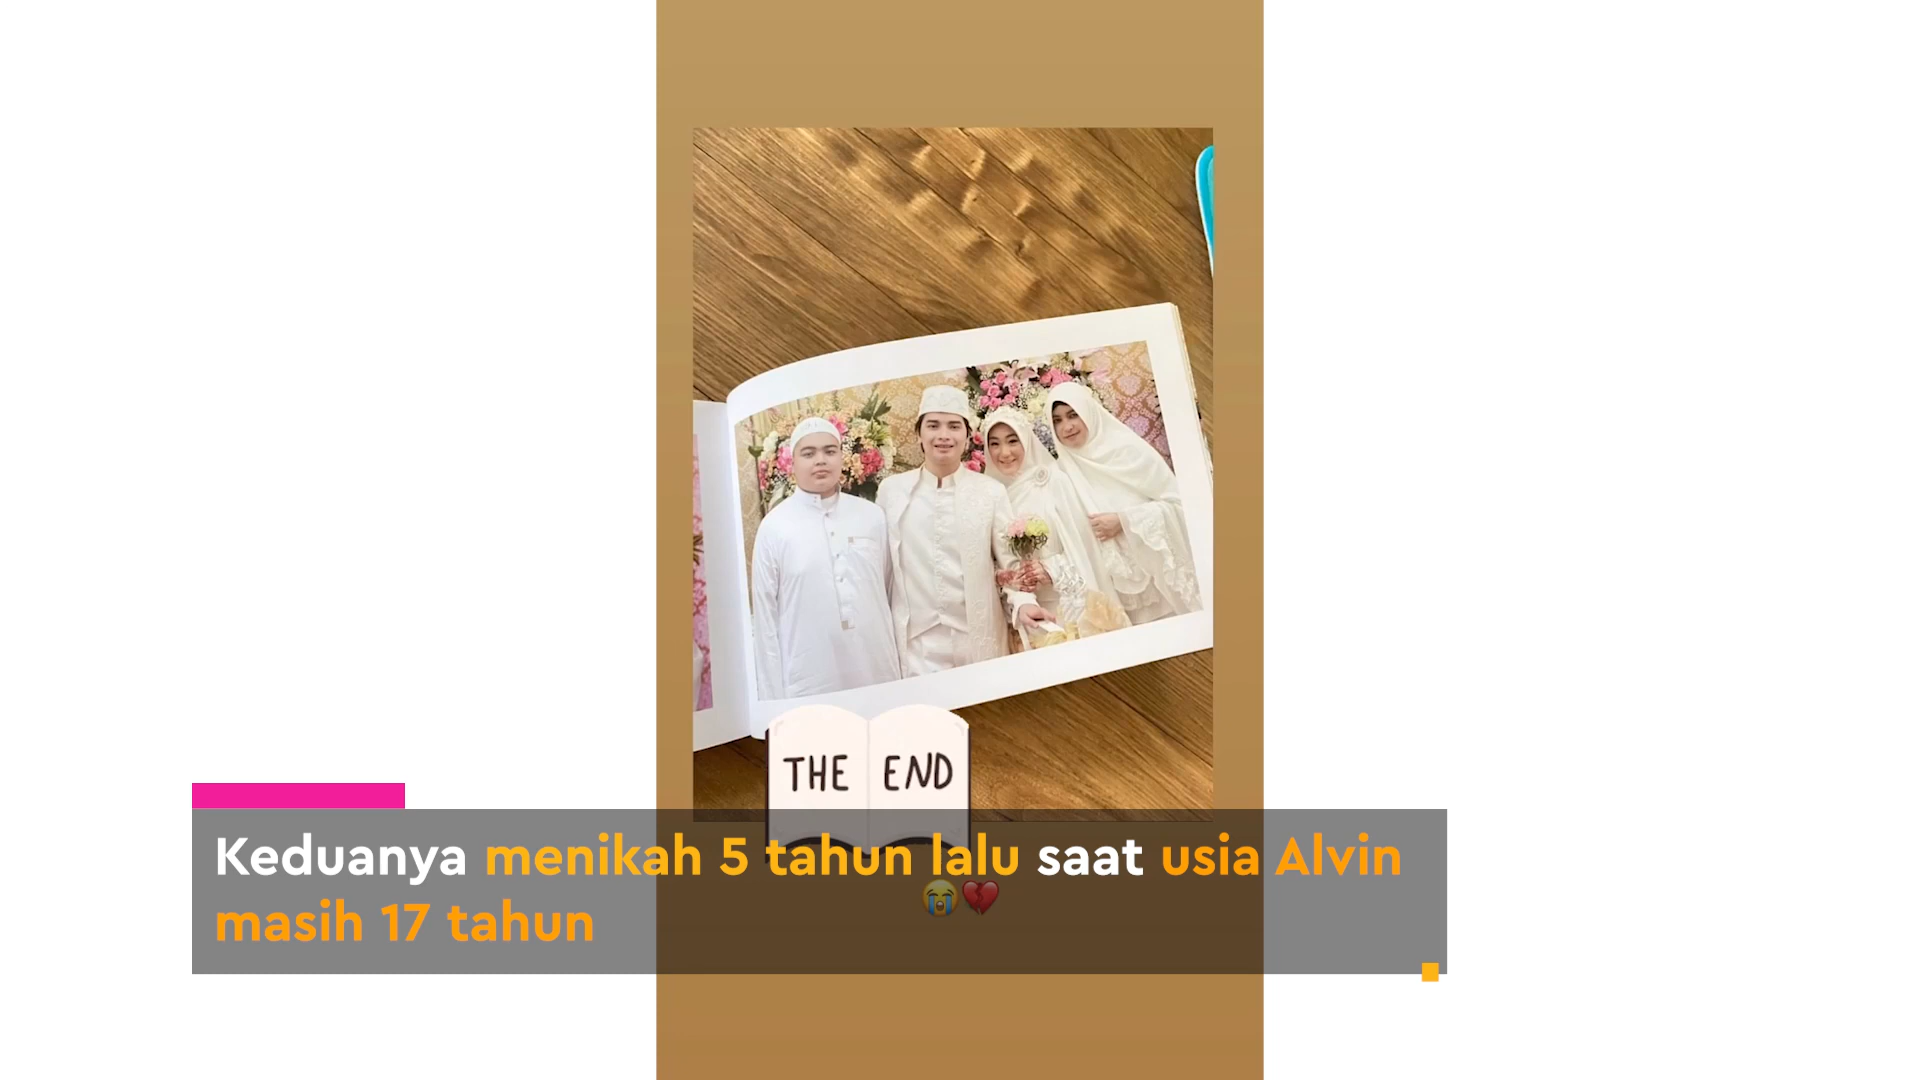 THE END
Keduanya menikah 5 tahun lalu saat usia Alvin
masih 17 tahun